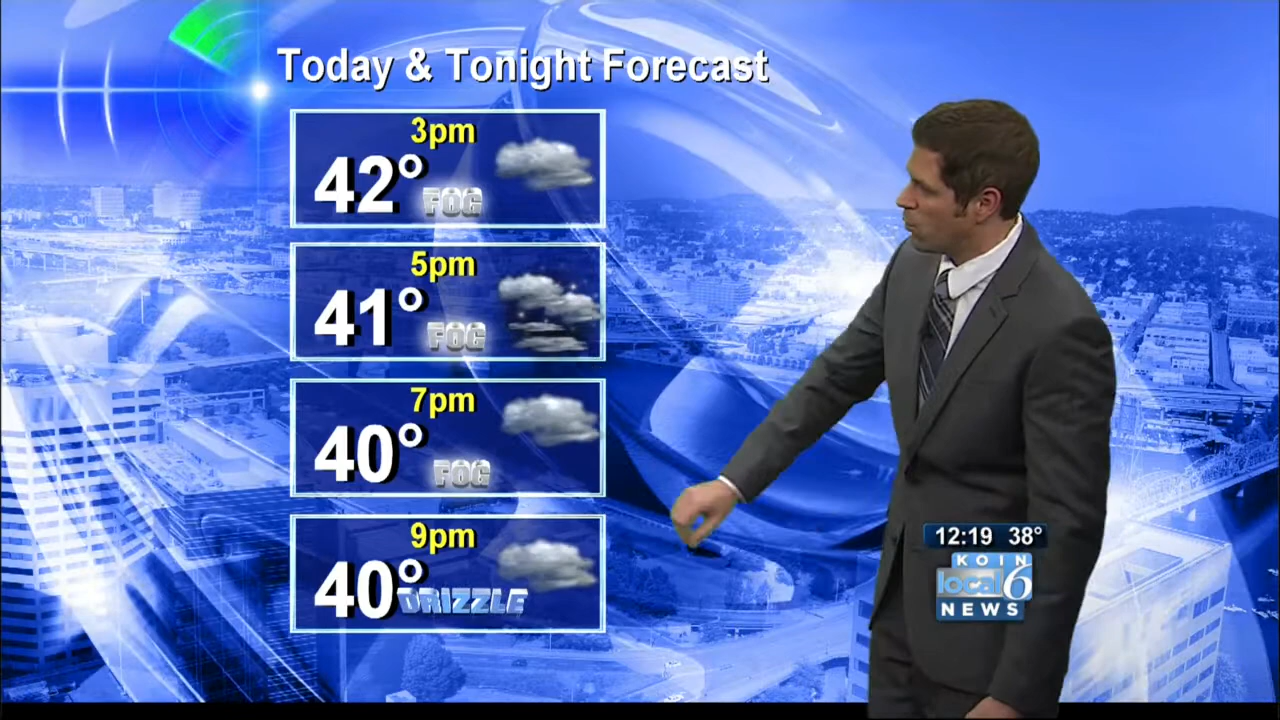 Today & Tonight Forecast
3pm
42°
FOG
5pm
41°
FOG
7pm
40°
FOG
9pm
40°
DRIZZLE
12:19 38°
KOIN
local 6
NEWS